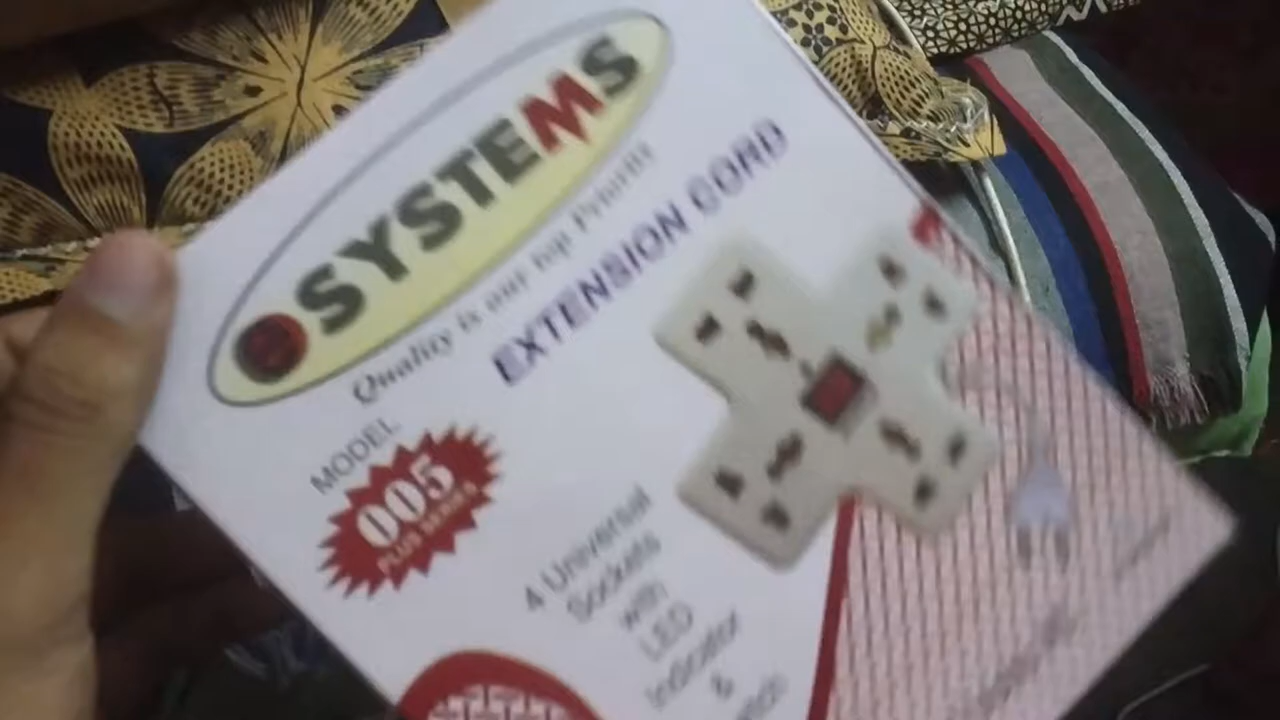 SYSTEMS
Quality is our top Priority
EXTENSION CORD
MODEL
005
PLUS SERIES
4 Universal
Sockets
with
LED
Indicator
&